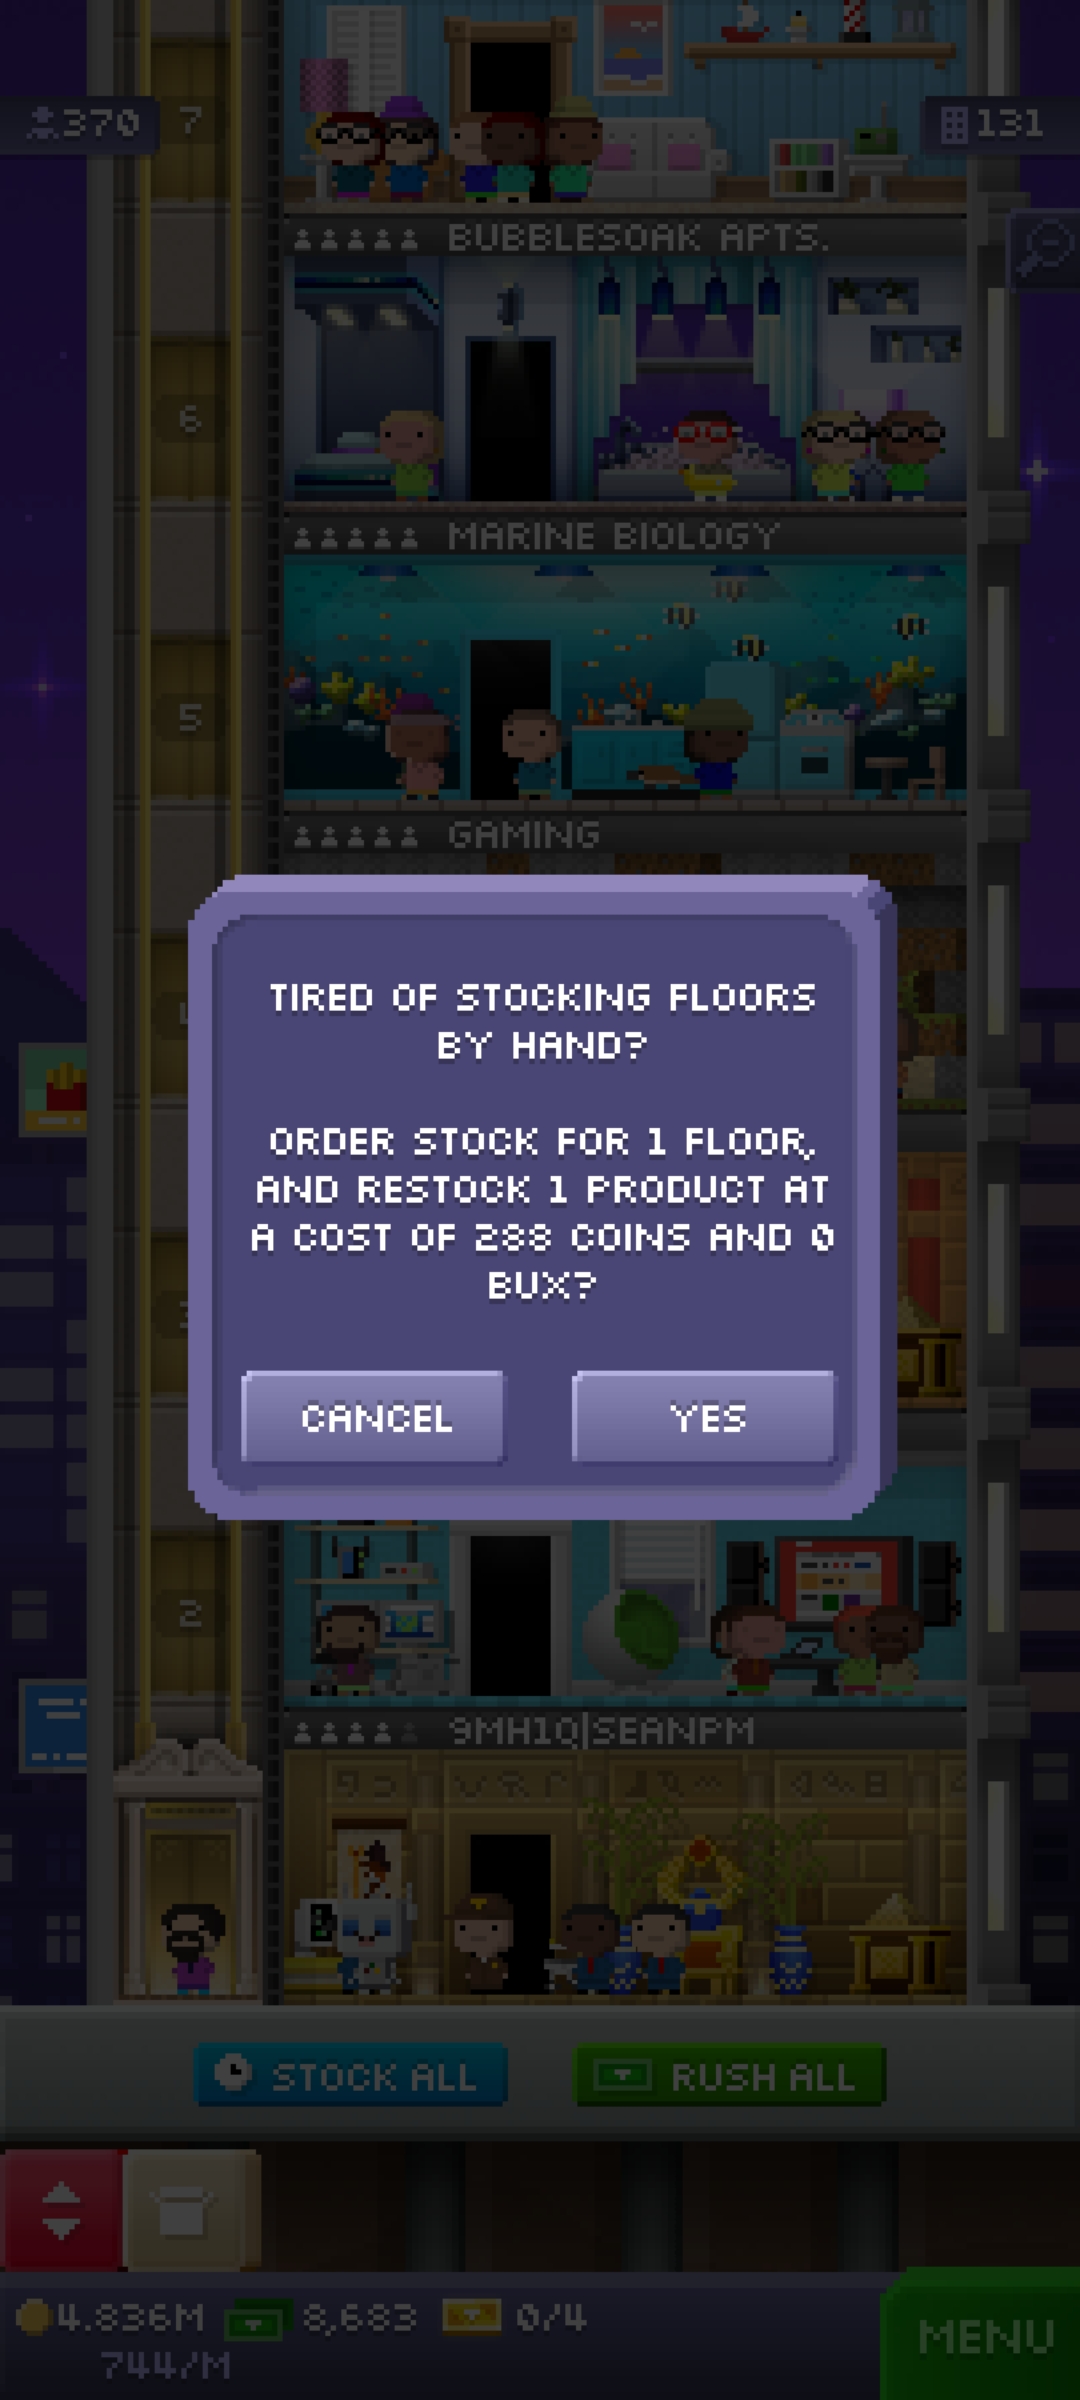 370
7
131
BUBBLESOAK APTS.
6
MARINE BIOLOGY
5
GAMING
TIRED OF STOCKING FLOORS
BY HAND?
ORDER STOCK FOR 1 FLOOR,
AND RESTOCK 1 PRODUCT AT
A COST OF 288 COINS AND 0
BUX?
CANCEL
YES
2
9MH1Q|SEANPM
STOCK ALL
RUSH ALL
4.836M
8,683
0/4
744/M
MENU